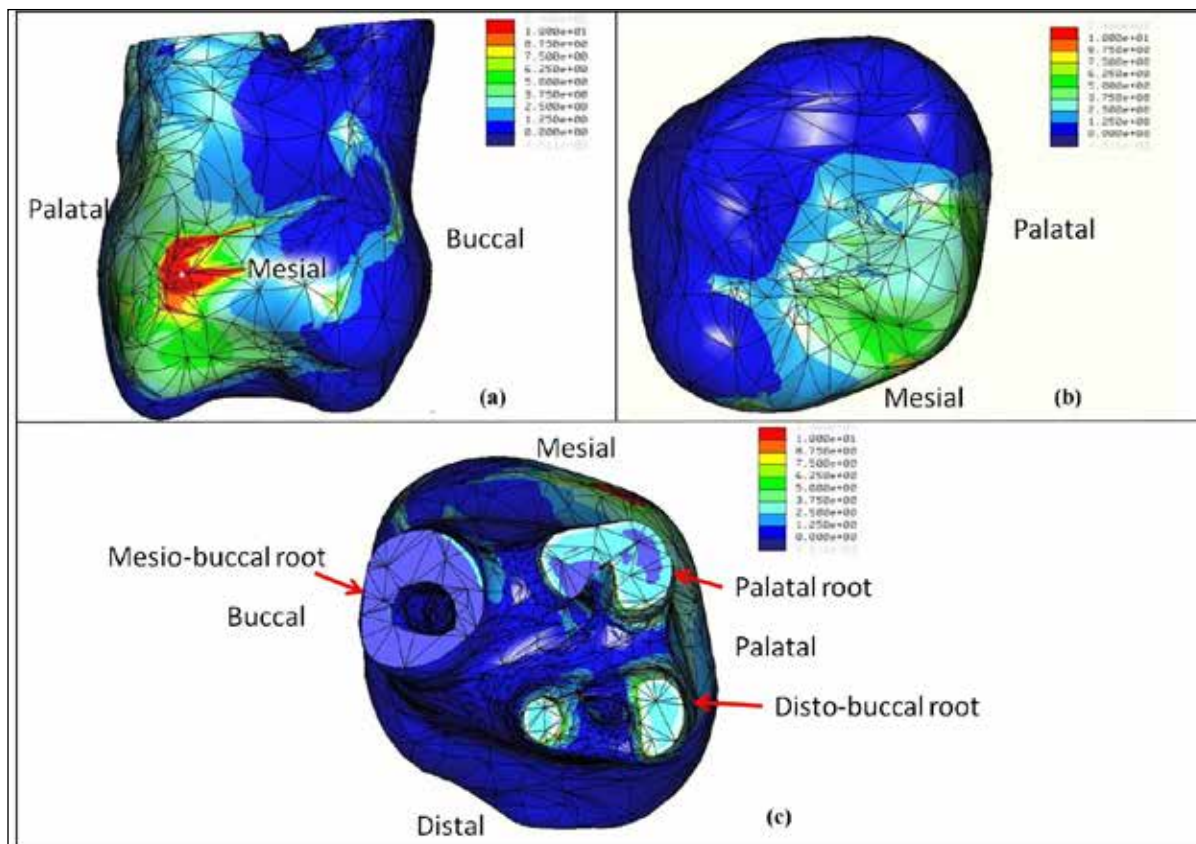 1.000e+01
8.750e+00
7.500e+00
6.250e+00
5.000e+00
3.750e+00
2.500e+00
1.250e+00
0.000e+00
Palatal
Buccal
Mesial
(a)
1.000e+01
8.750e+00
7.500e+00
6.250e+00
5.000e+00
3.750e+00
2.500e+00
1.250e+00
0.000e+00
Palatal
Mesial
(b)
Mesial
1.000e+01
8.750e+00
7.500e+00
6.250e+00
5.000e+00
3.750e+00
2.500e+00
1.250e+00
0.000e+00
Mesio-buccal root
Buccal
Palatal root
Palatal
Disto-buccal root
Distal
(c)